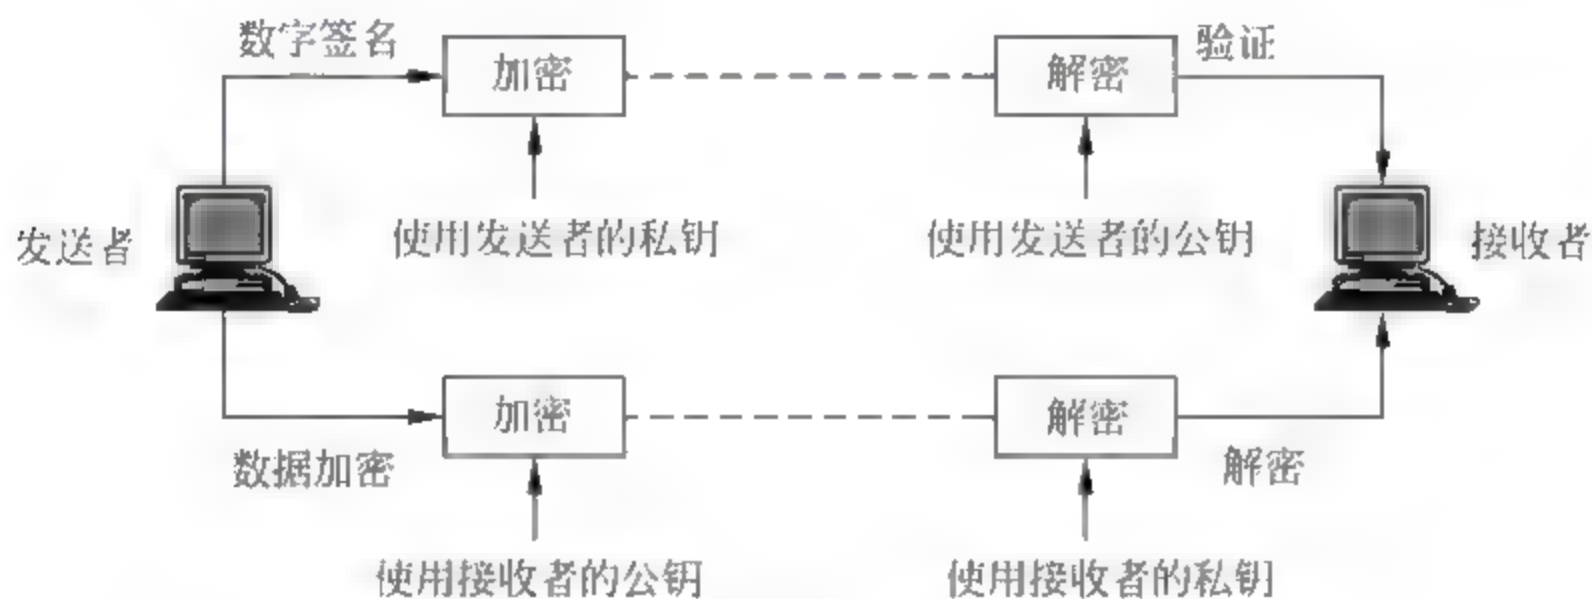 数字签名
加密
解密
验证
使用发送者的私钥
使用发送者的公钥
发送者
接收者
加密
解密
数据加密
解密
使用接收者的公钥
使用接收者的私钥